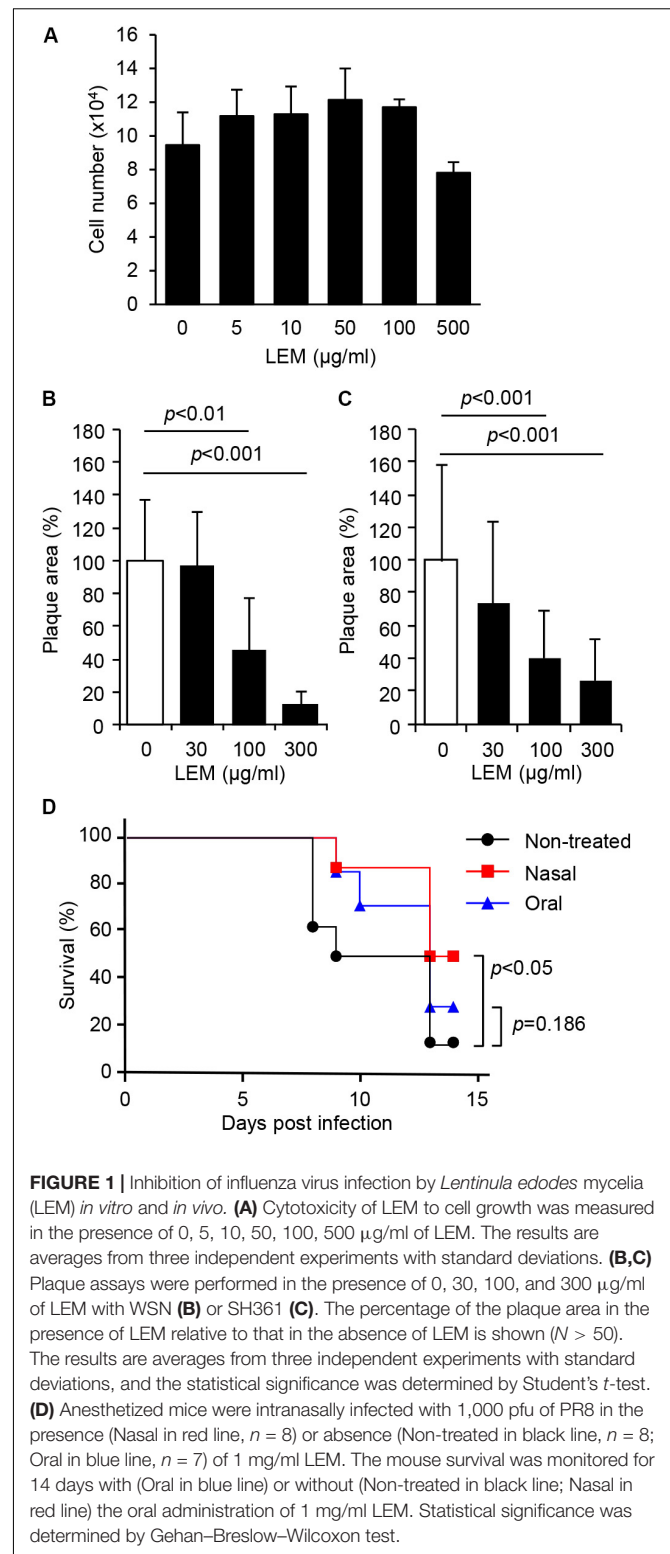 A
16
14
12
10
8
6
4
2
0
Cell number (x10⁴)
0 5 10 50 100 500
LEM (µg/ml)
B
p<0.01
p<0.001
180
160
140
120
100
80
60
40
20
0
Plaque area (%)
0 30 100 300
LEM (µg/ml)
C
p<0.001
p<0.001
180
160
140
120
100
80
60
40
20
0
Plaque area (%)
0 30 100 300
LEM (µg/ml)
D
100
80
60
40
20
0
Survival (%)
Non-treated
Nasal
Oral
p<0.05
p=0.186
0 5 10 15
Days post infection
FIGURE 1 | Inhibition of influenza virus infection by Lentinula edodes mycelia
(LEM) in vitro and in vivo. (A) Cytotoxicity of LEM to cell growth was measured
in the presence of 0, 5, 10, 50, 100, 500 µg/ml of LEM. The results are
averages from three independent experiments with standard deviations. (B,C)
Plaque assays were performed in the presence of 0, 30, 100, and 300 µg/ml
of LEM with WSN (B) or SH361 (C). The percentage of the plaque area in the
presence of LEM relative to that in the absence of LEM is shown (N > 50).
The results are averages from three independent experiments with standard
deviations, and the statistical significance was determined by Student's t-test.
(D) Anesthetized mice were intranasally infected with 1,000 pfu of PR8 in the
presence (Nasal in red line, n = 8) or absence (Non-treated in black line, n = 8;
Oral in blue line, n = 7) of 1 mg/ml LEM. The mouse survival was monitored for
14 days with (Oral in blue line) or without (Non-treated in black line; Nasal in
red line) the oral administration of 1 mg/ml LEM. Statistical significance was
determined by Gehan–Breslow–Wilcoxon test.